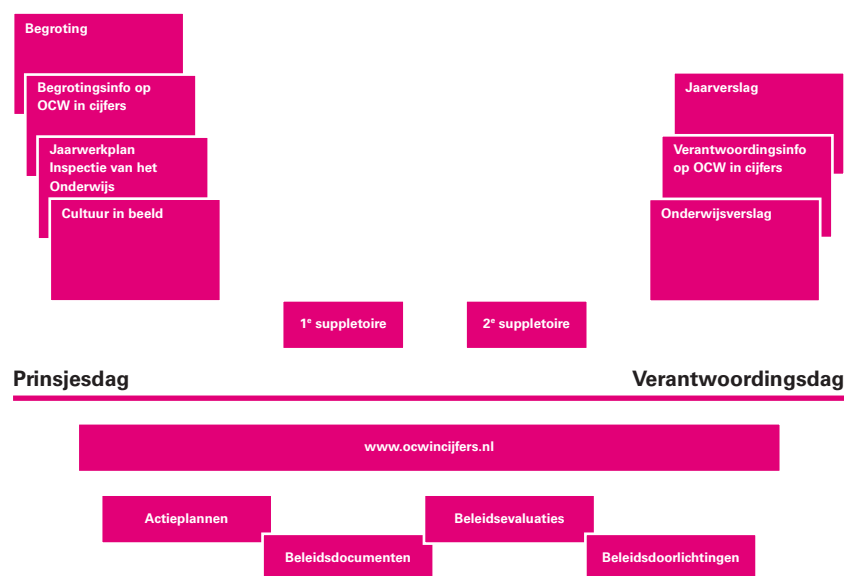 Begroting
Begrotingsinfo op
OCW in cijfers
Jaarwerkplan
Inspectie van het
Onderwijs
Cultuur in beeld
Jaarverslag
Verantwoordingsinfo
op OCW in cijfers
Onderwijsverslag
1e suppletoire
2e suppletoire
Prinsjesdag
Verantwoordingsdag
www.ocwincijfers.nl
Actieplannen
Beleidsevaluaties
Beleidsdocumenten
Beleidsdoorlichtingen